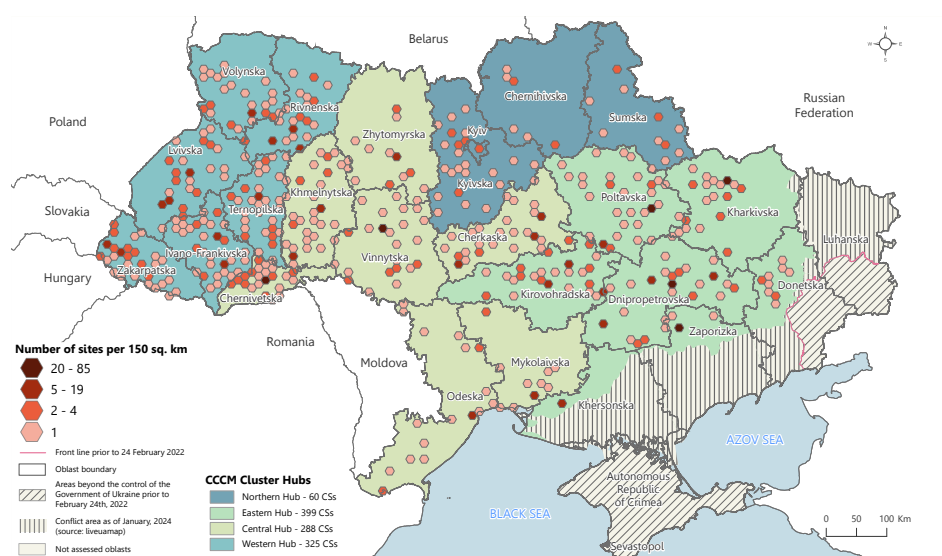 Belarus
N
W E
S
Russian
Federation
Poland
Volynska
Rivnenska
Chernihivska
Sumska
Kyiv
Zhytomyrska
Lvivska
Kyivska
Khmelnytska
Ternopilska
Poltavska
Kharkivska
Slovakia
Cherkaska
Luhanska
Ivano-Frankivska
Vinnytska
Zakarpatska
Hungary
Chernivetska
Kirovohradska
Dnipropetrovska
Donetska
Zaporizka
Romania
Moldova
Mykolaivska
Odeska
Khersonska
AZOV SEA
Autonomous
Republic
of Crimea
BLACK SEA
Sevastopol
Number of sites per 150 sq. km
20 - 85
5 - 19
2 - 4
1
Front line prior to 24 February 2022
Oblast boundary
Areas beyond the control of the
Government of Ukraine prior to
February 24th, 2022
Conflict area as of January, 2024
(source: liveuamap)
Not assessed oblasts
CCCM Cluster Hubs
Northern Hub - 60 CSs
Eastern Hub - 399 CSs
Central Hub - 288 CSs
Western Hub - 325 CSs
0 50 100 Km